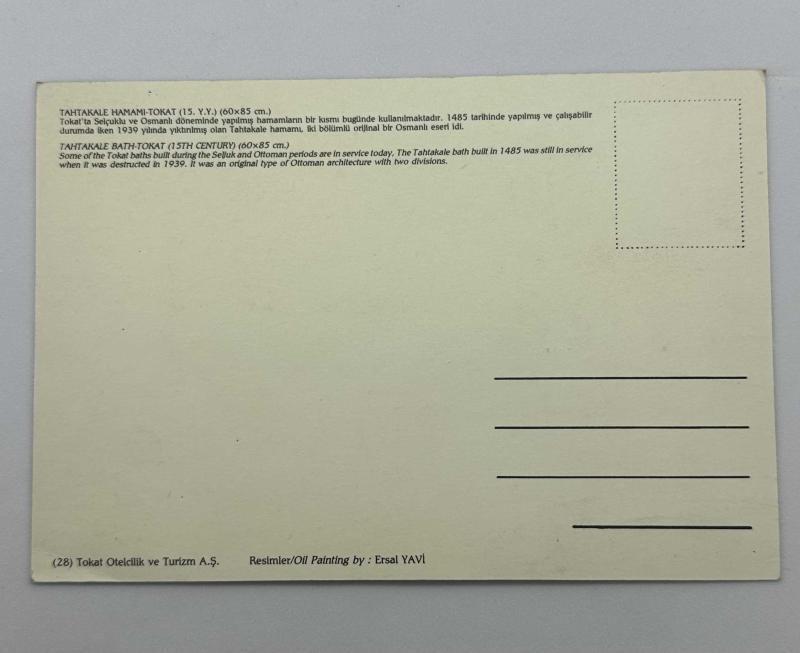 TAHTAKALE HAMAMI-TOKAT (15. Y.Y.) (60x85 cm.)
Tokat'ta Selçuklu ve Osmanlı döneminde yapılmış hamamların bir kısmı bugünde kullanılmaktadır. 1485 tarihinde yapılmış ve çalışabilir
durumda iken 1939 yılında yıktırılmış olan Tahtakale hamamı, iki bölümlü orijinal bir Osmanlı eseri idi.
TAHTAKALE BATH-TOKAT (15TH CENTURY) (60x85 cm.)
Some of the Tokat baths built during the Seljuk and Ottoman periods are in service today, The Tahtakale bath built in 1485 was still in service
when it was destructed in 1939. It was an original type of Ottoman architecture with two divisions.
(28) Tokat Otelcilik ve Turizm A.Ş. Resimler/Oil Painting by : Ersal YAVİ